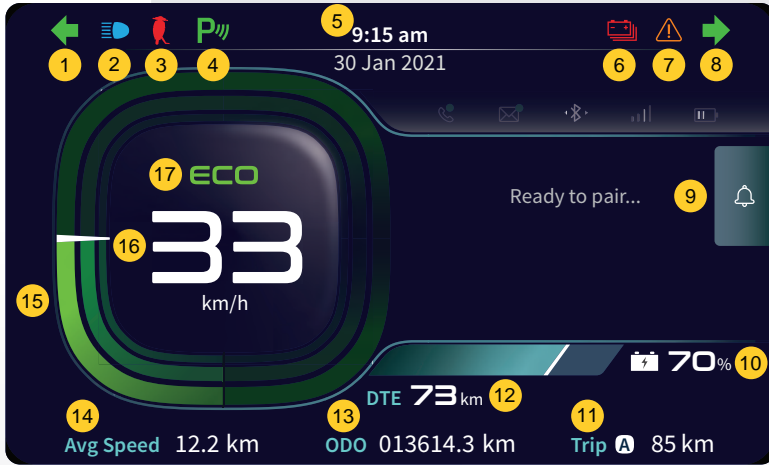 P
5 9:15 am
1 2 3 4 30 Jan 2021 6 7 8
17 ECO
Ready to pair... 9
16 33
km/h
15
70% 10
DTE 73 km 12
14 13 11
Avg Speed 12.2 km ODO 013614.3 km Trip A 85 km